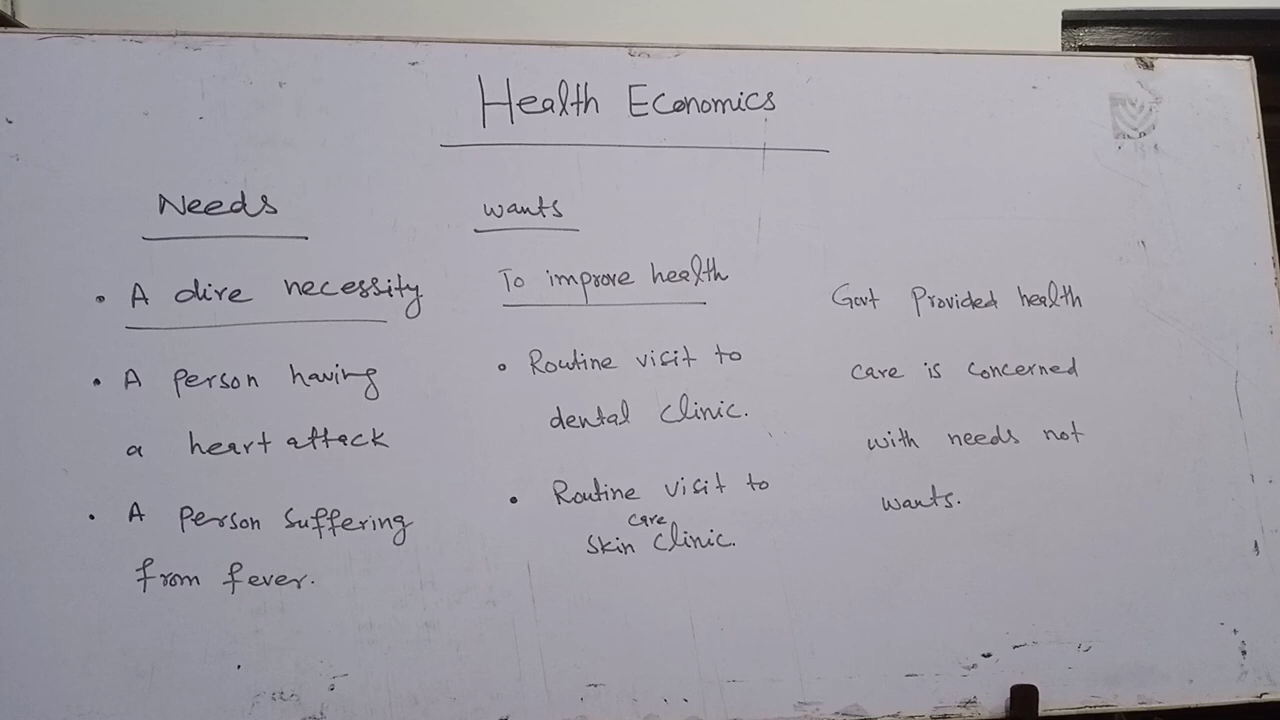 Health Economics
Needs
• A dire necessity
• A person having
a heart attack
• A person suffering
from fever.
wants
To improve health
• Routine visit to
dental clinic.
• Routine visit to
care
skin clinic.
Govt Provided health
care is concerned
with needs not
wants.